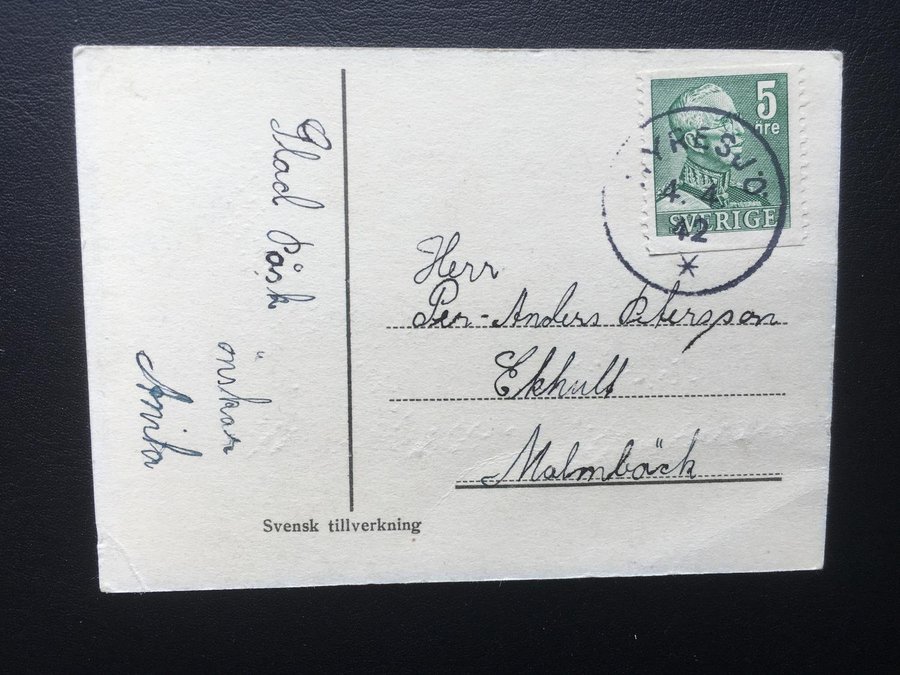 Glad Påsk
önskar
Anita
5
öre
SVERIGE
4. 4.
42
Herr
Per-Anders Petersson
Ekhult
Malmbäck
Svensk tillverkning